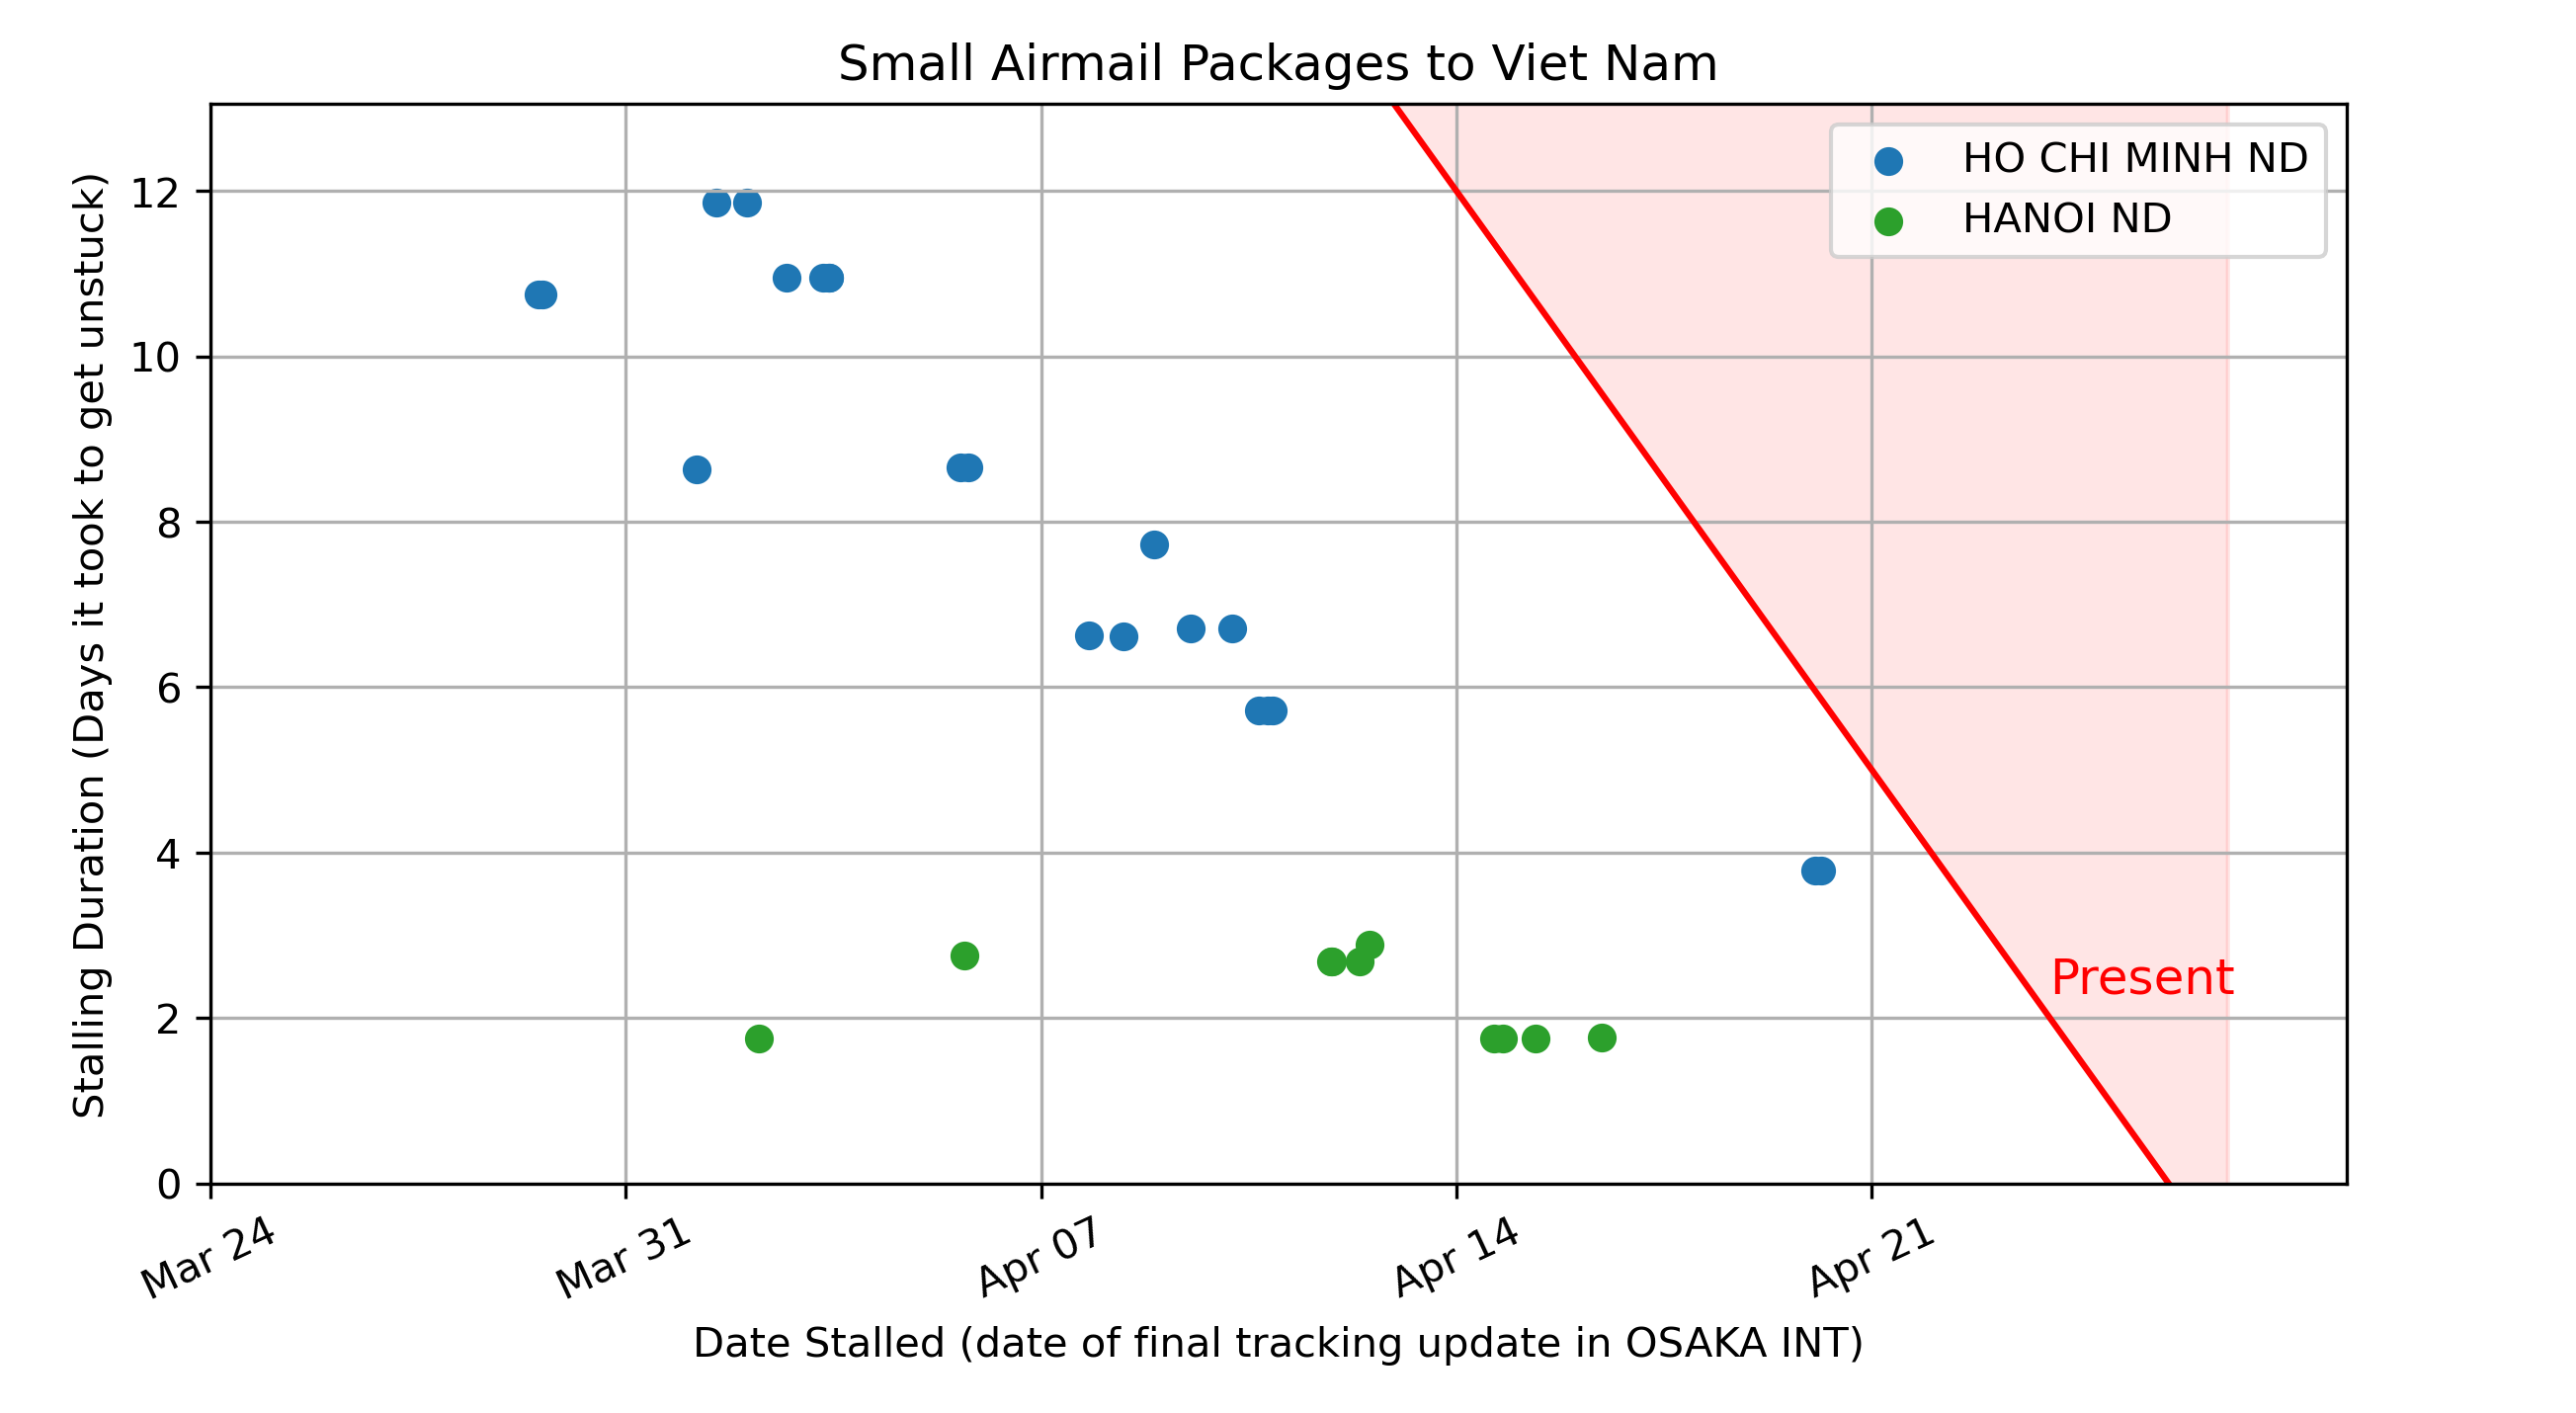 Small Airmail Packages to Viet Nam
Stalling Duration (Days it took to get unstuck)
12
10
8
6
4
2
0
HO CHI MINH ND
HANOI ND
Present
Mar 24
Mar 31
Apr 07
Apr 14
Apr 21
Date Stalled (date of final tracking update in OSAKA INT)